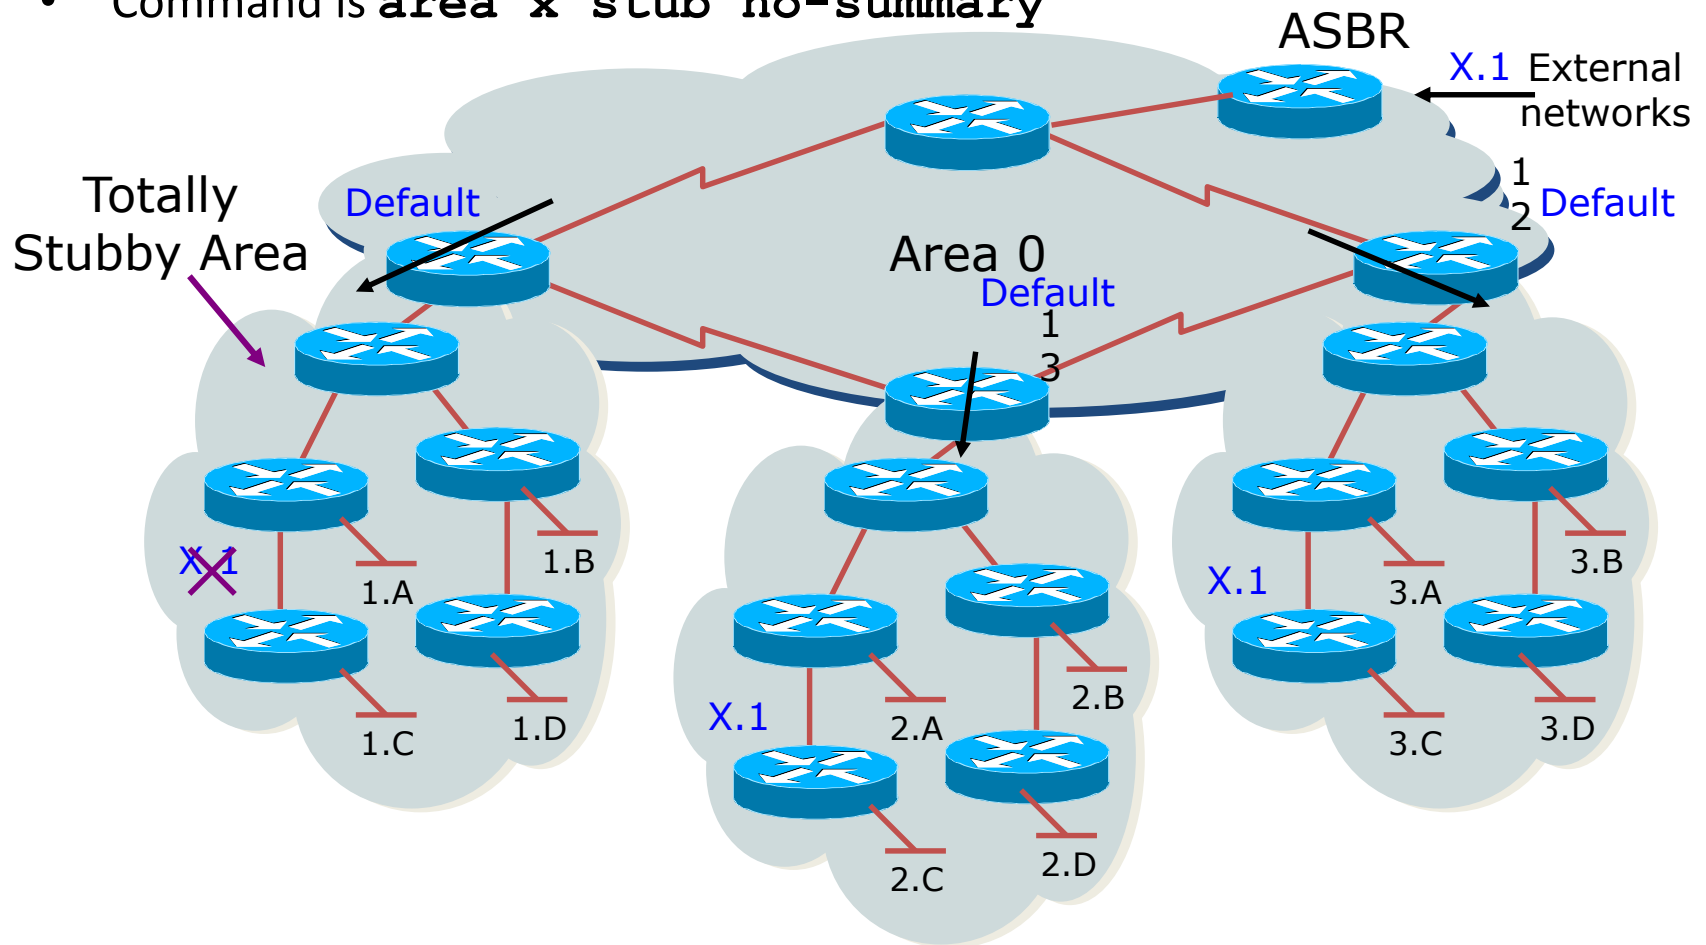 • Command is area x stub no-summary
ASBR
X.1 External
networks
Totally
Stubby Area
Default
1
2
Default
Area 0
Default
1
3
X.1
1.A
1.B
1.C
1.D
X.1
2.A
2.B
2.C
2.D
X.1
3.A
3.B
3.C
3.D